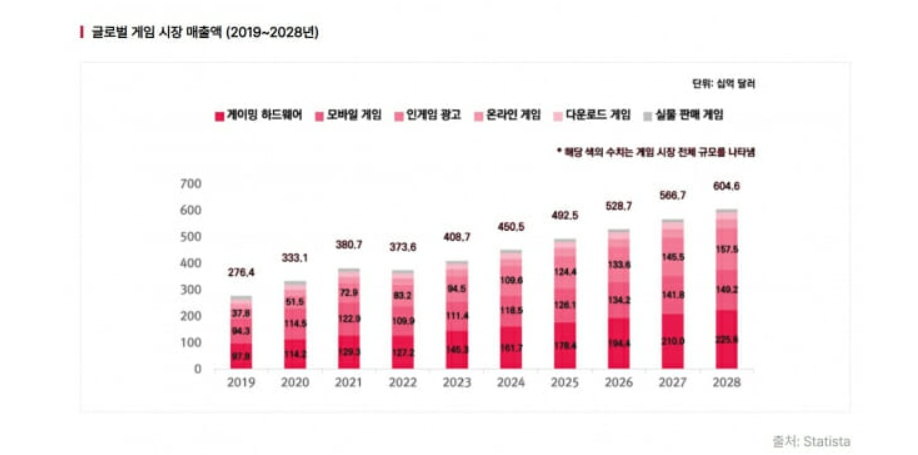 글로벌 게임 시장 매출액 (2019~2028년)
단위: 십억 달러
게이밍 하드웨어 모바일 게임 인게임 광고 온라인 게임 다운로드 게임 실물 판매 게임
* 해당 색의 수치는 게임 시장 전체 규모를 나타냄
700
600
500
400
300
200
100
0
276.4 333.1 380.7 373.6 408.7 450.5 492.5 528.7 566.7 604.6
37.8 51.5 72.9 83.2 94.5 109.6 124.4 133.6 145.5 157.5
94.3 114.5 122.9 109.9 111.4 118.5 126.1 134.2 141.8 149.2
97.8 114.2 129.3 127.2 145.3 161.7 178.4 194.4 210.0 225.8
2019 2020 2021 2022 2023 2024 2025 2026 2027 2028
출처: Statista